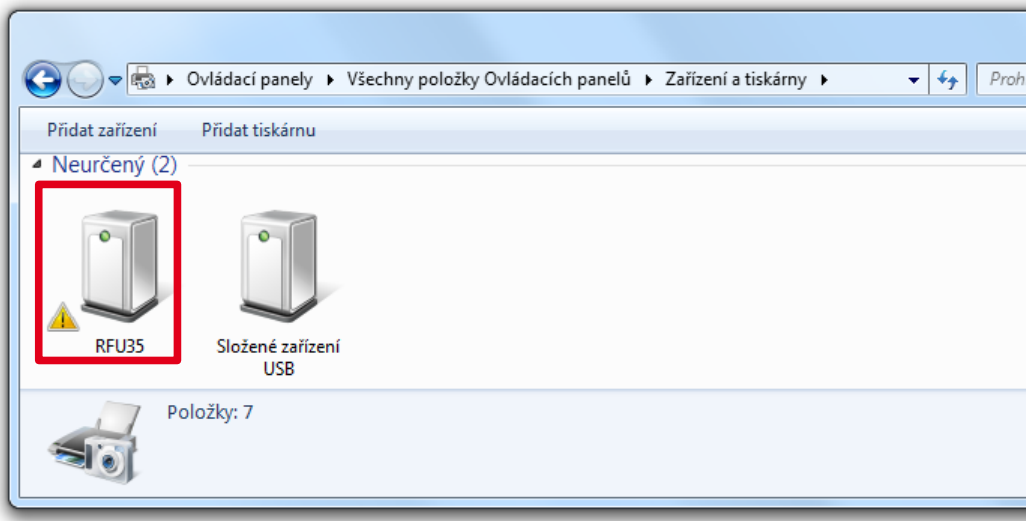 Ovládací panely Všechny položky Ovládacích panelů Zařízení a tiskárny Proh
Přidat zařízení Přidat tiskárnu
Neurčený (2)
RFU35
Složené zařízení
USB
Položky: 7